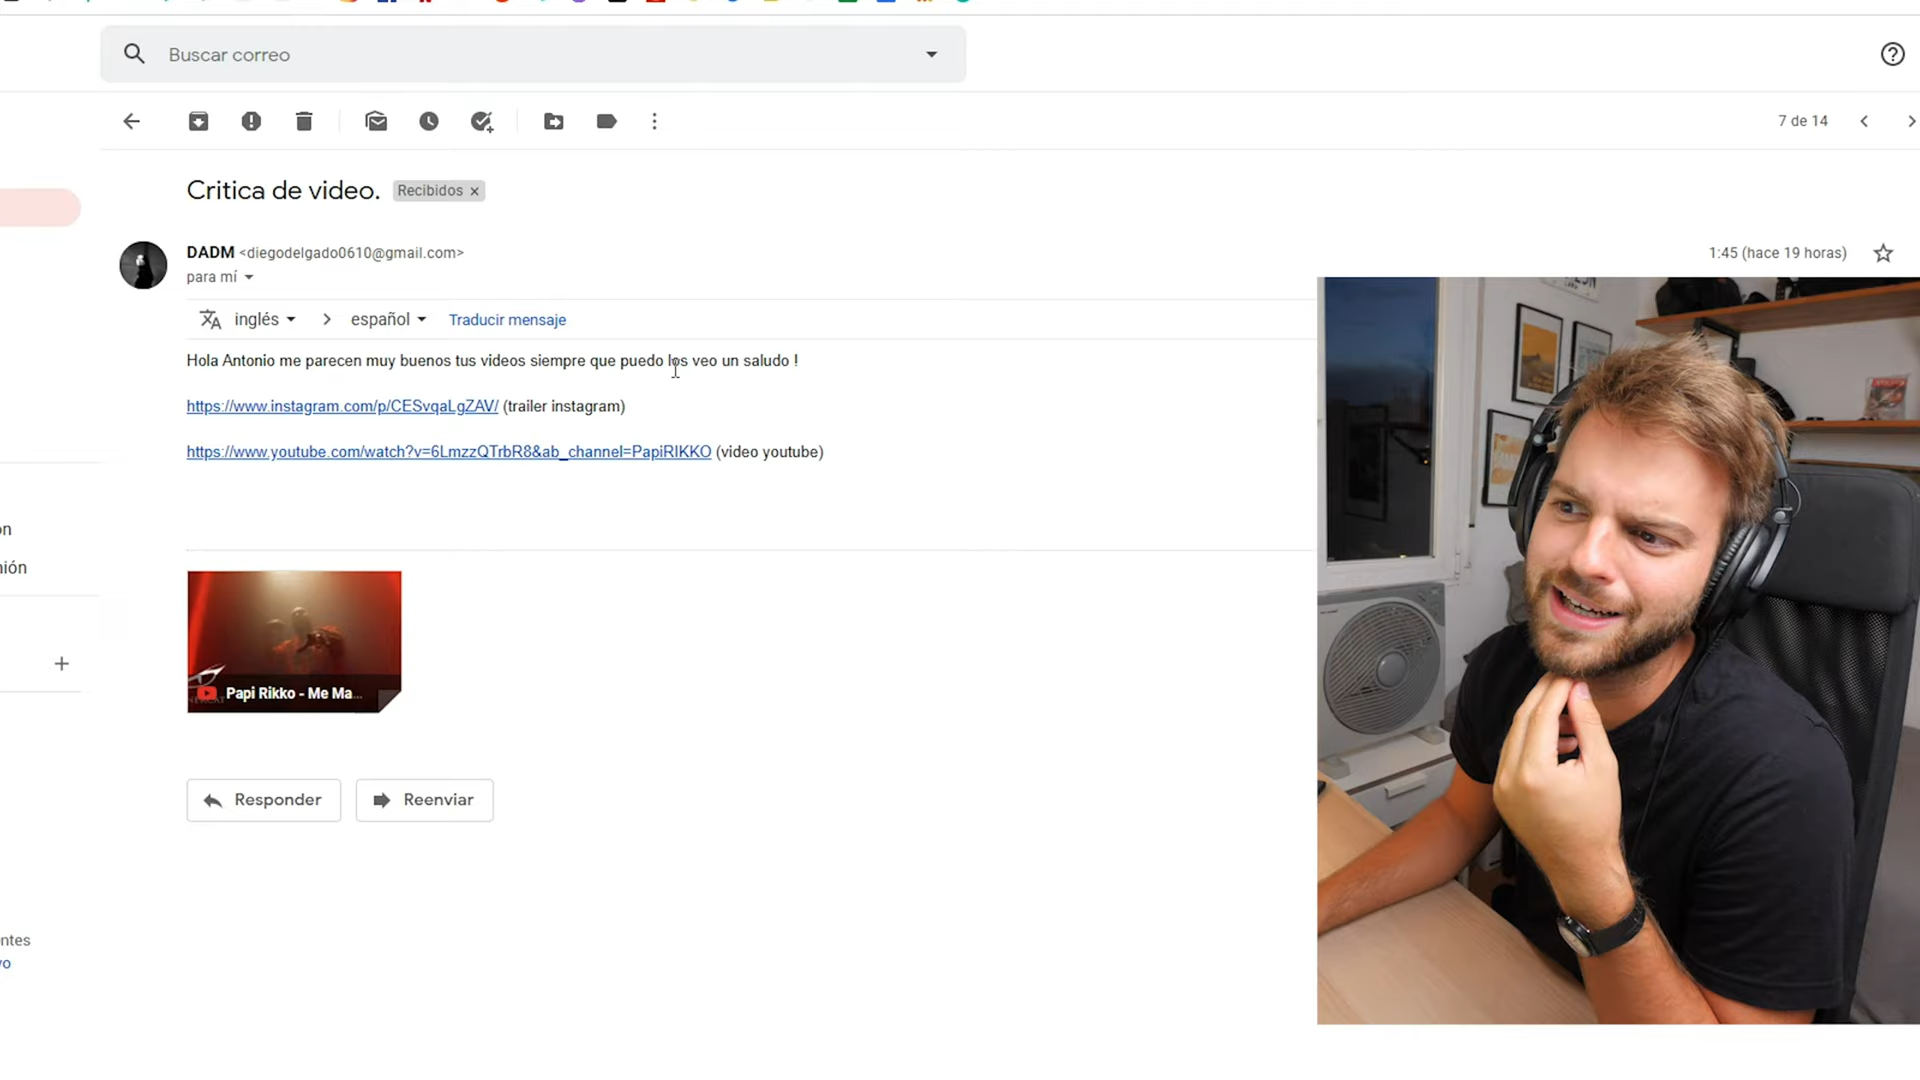 Buscar correo
7 de 14
Critica de video.
Recibidos ×
DADM <diegodelgado0610@gmail.com>
1:45 (hace 19 horas)
para mí
inglés
español
Traducir mensaje
Hola Antonio me parecen muy buenos tus videos siempre que puedo los veo un saludo !
https://www.instagram.com/p/CESvqaLgZAV/ (trailer instagram)
https://www.youtube.com/watch?v=6LmzzQTrbR8&ab_channel=PapiRIKKO (video youtube)
Papi Rikko - Me Ma...
Responder
Reenviar